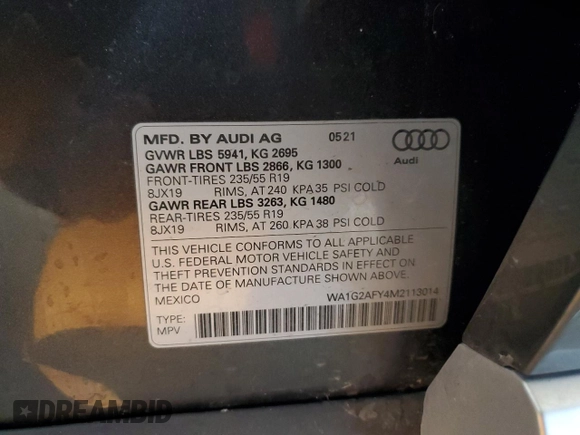 MFD. BY AUDI AG 05 21
GVWR LBS 5941, KG 2695
GAWR FRONT LBS 2866, KG 1300
FRONT-TIRES 235/55 R19
8JX19 RIMS, AT 240 KPA 35 PSI COLD
GAWR REAR LBS 3263, KG 1480
REAR-TIRES 235/55 R19
8JX19 RIMS, AT 260 KPA 38 PSI COLD
Audi
THIS VEHICLE CONFORMS TO ALL APPLICABLE
U.S. FEDERAL MOTOR VEHICLE SAFETY AND
THEFT PREVENTION STANDARDS IN EFFECT ON
THE DATE OF MANUFACTURE SHOWN ABOVE.
MEXICO WA1G2AFY4M2113014
TYPE:
MPV
DREAMBID